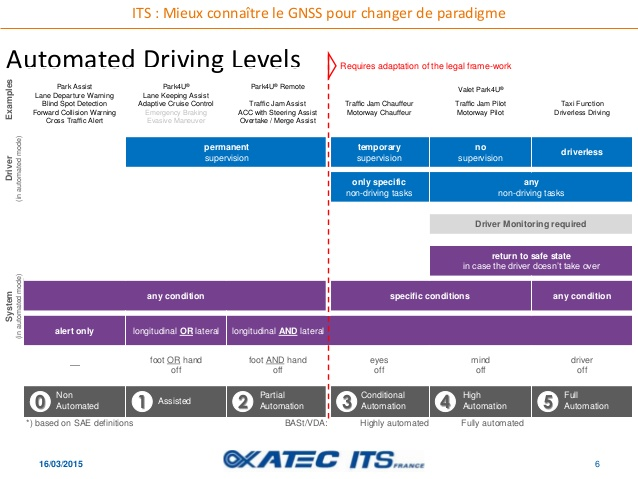 ITS : Mieux connaître le GNSS pour changer de paradigme
Automated Driving Levels
Requires adaptation of the legal frame-work
Examples
Park Assist
Lane Departure Warning
Blind Spot Detection
Forward Collision Warning
Cross Traffic Alert
Park4U®
Lane Keeping Assist
Adaptive Cruise Control
Emergency Braking
Evasive Maneuver
Park4U® Remote
Traffic Jam Assist
ACC with Steering Assist
Overtake / Merge Assist
Traffic Jam Chauffeur
Motorway Chauffeur
Valet Park4U®
Traffic Jam Pilot
Motorway Pilot
Taxi Function
Driverless Driving
Driver
(in automated mode)
permanent
supervision
temporary
supervision
no
supervision
driverless
only specific
non-driving tasks
any
non-driving tasks
Driver Monitoring required
return to safe state
in case the driver doesn't take over
System
(in automated mode)
any condition
specific conditions
any condition
alert only
longitudinal OR lateral
longitudinal AND lateral
—
foot OR hand
off
foot AND hand
off
eyes
off
mind
off
driver
off
0 Non
Automated
1 Assisted
2 Partial
Automation
3 Conditional
Automation
4 High
Automation
5 Full
Automation
*) based on SAE definitions
BASt/VDA:
Highly automated
Fully automated
16/03/2015
ATEC ITS FRANCE
6